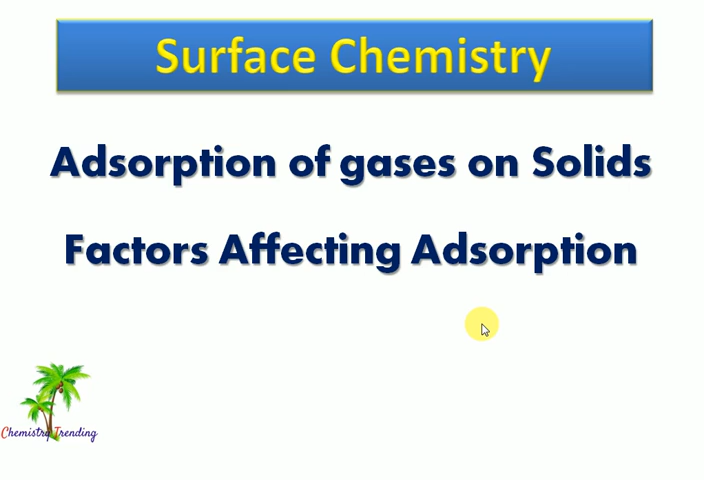 Surface Chemistry
Adsorption of gases on Solids
Factors Affecting Adsorption
Chemistry Trending